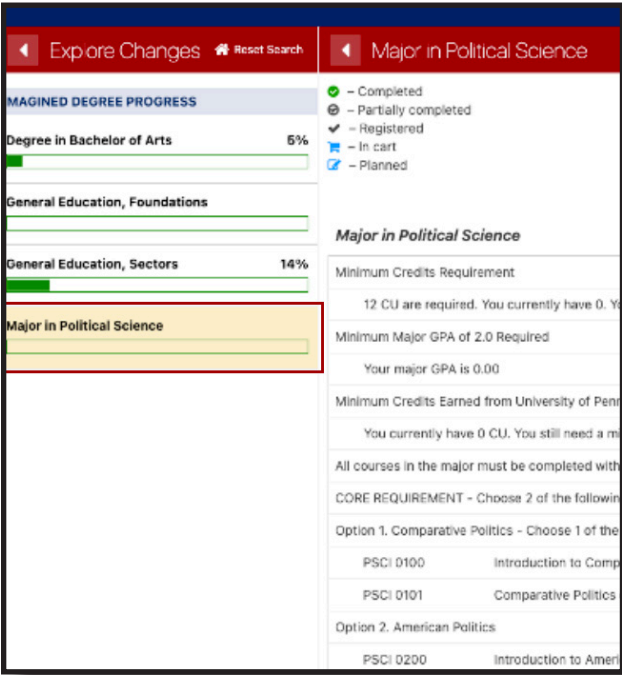 Explore Changes
Reset Search
MAGINED DEGREE PROGRESS
Degree in Bachelor of Arts 5%
General Education, Foundations
General Education, Sectors 14%
Major in Political Science
Major in Political Science
– Completed
– Partially completed
– Registered
– In cart
– Planned
Major in Political Science
Minimum Credits Requirement
12 CU are required. You currently have 0. Yo
Minimum Major GPA of 2.0 Required
Your major GPA is 0.00
Minimum Credits Earned from University of Penn
You currently have 0 CU. You still need a mi
All courses in the major must be completed with
CORE REQUIREMENT - Choose 2 of the followin
Option 1. Comparative Politics - Choose 1 of the
PSCI 0100 Introduction to Comp
PSCI 0101 Comparative Politics
Option 2. American Politics
PSCI 0200 Introduction to Ameri